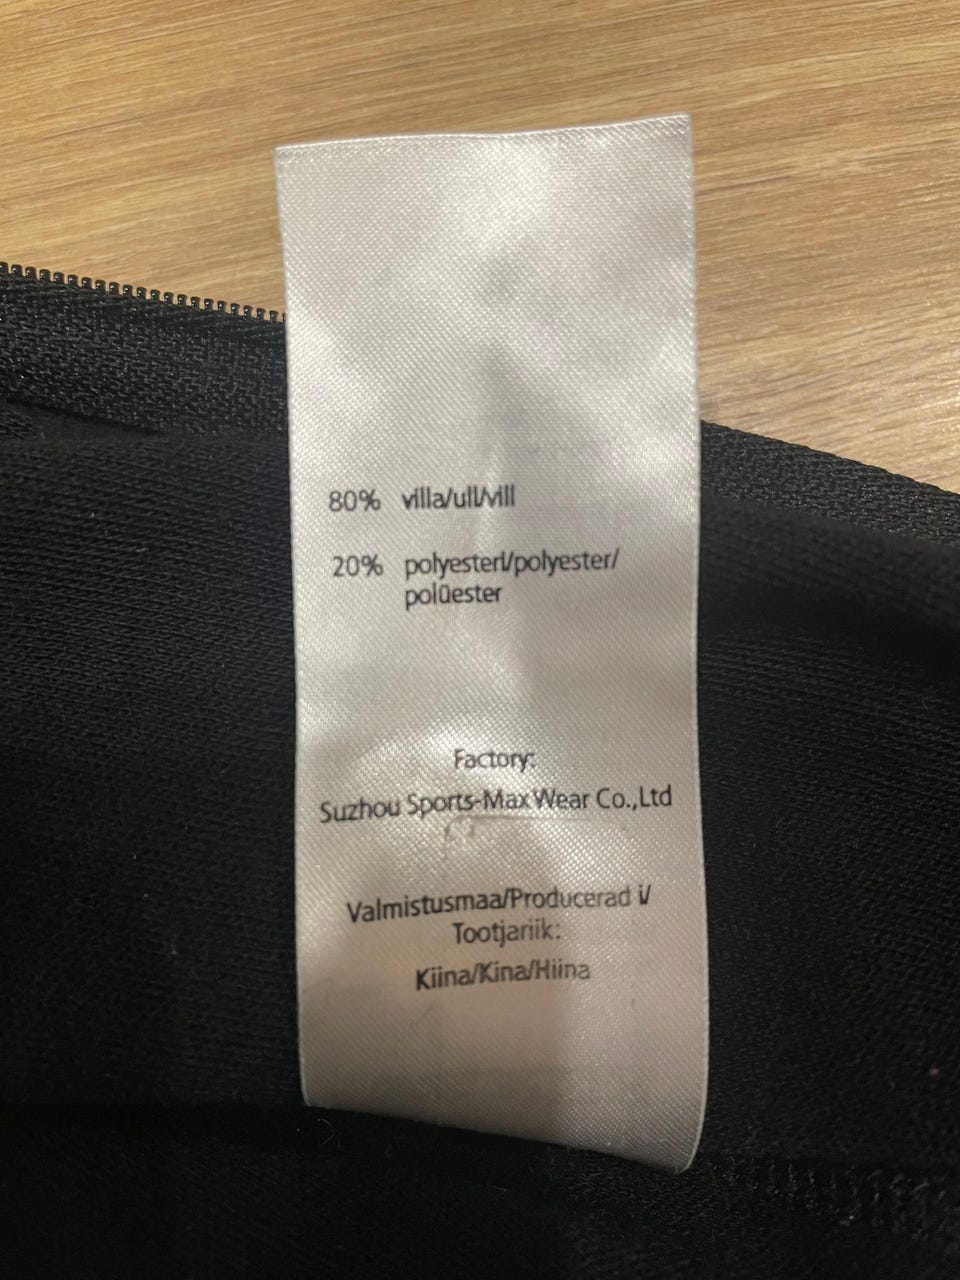 80% villa/ull/vill
20% polyesteri/polyester/
polüester
Factory:
Suzhou Sports-Max Wear Co.,Ltd
Valmistusmaa/Producerad i/
Tootjariik:
Kiina/Kina/Hiina